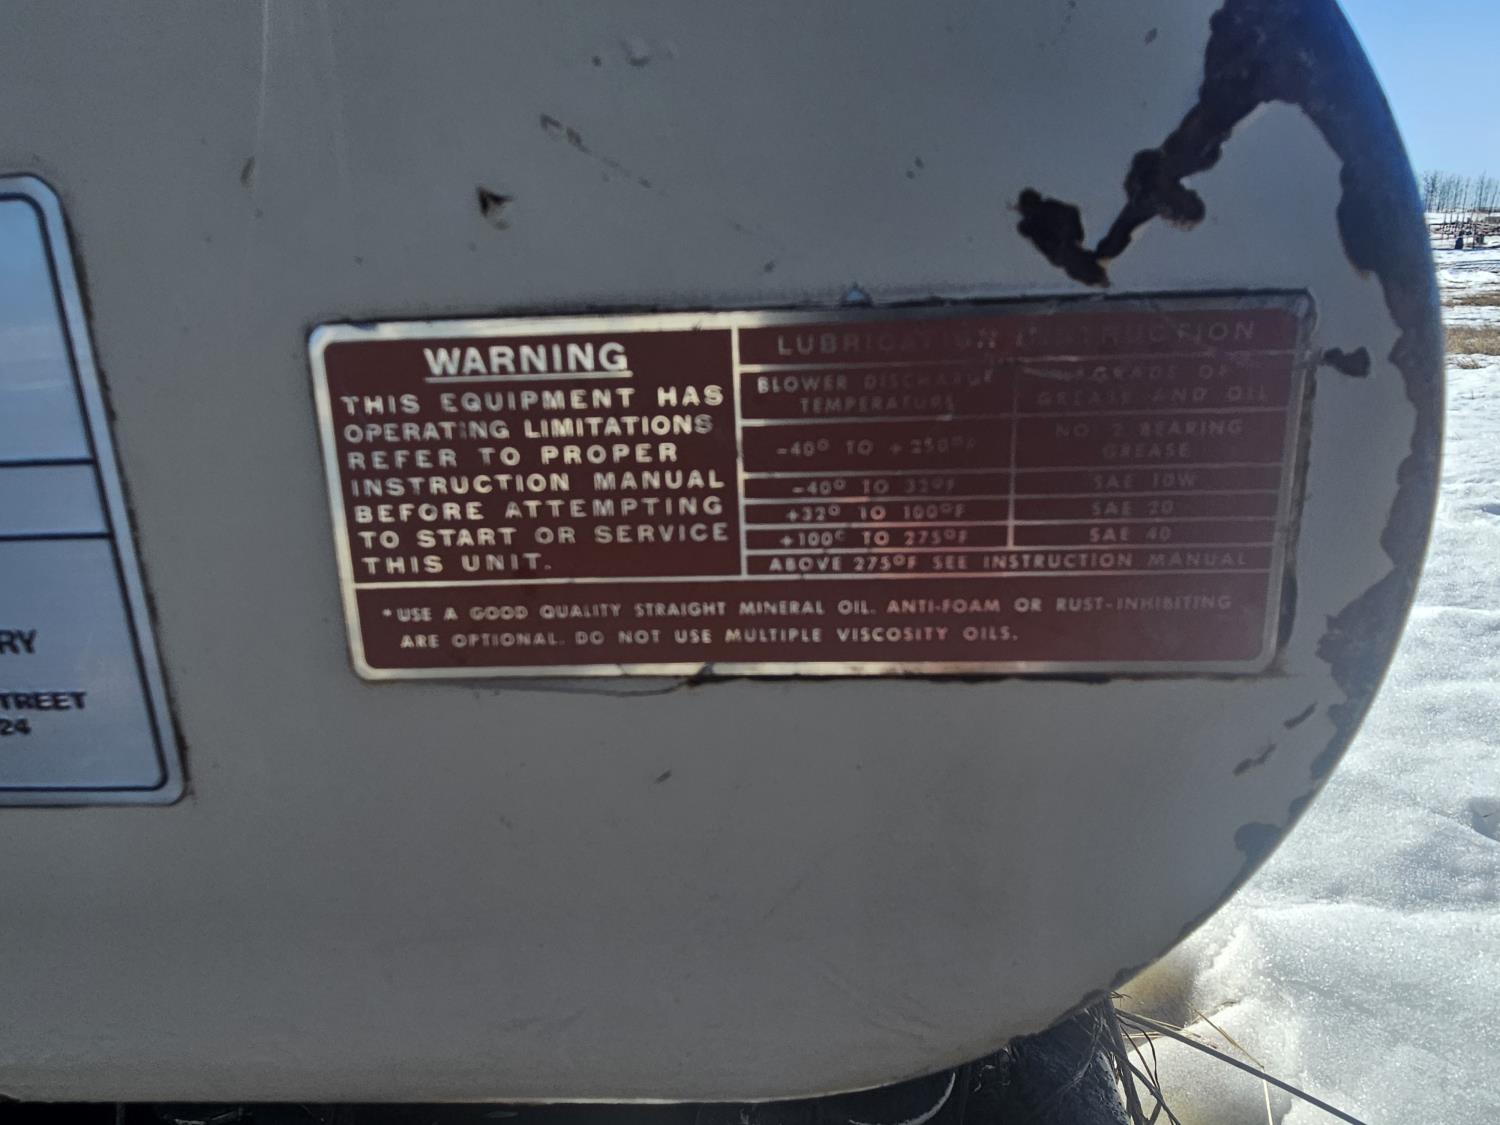 WARNING
THIS EQUIPMENT HAS
OPERATING LIMITATIONS
REFER TO PROPER
INSTRUCTION MANUAL
BEFORE ATTEMPTING
TO START OR SERVICE
THIS UNIT.
LUBRICATION INSTRUCTION
BLOWER DISCHARGE
TEMPERATURE
GRADE OF
GREASE AND OIL
-40° TO +250°F
NO 2 BEARING
GREASE
-40° TO 32°F
SAE 10W
+32° TO 100°F
SAE 20
+100° TO 275°F
SAE 40
ABOVE 275°F SEE INSTRUCTION MANUAL
*USE A GOOD QUALITY STRAIGHT MINERAL OIL. ANTI-FOAM OR RUST-INHIBITING
ARE OPTIONAL. DO NOT USE MULTIPLE VISCOSITY OILS.
RY
TREET
24